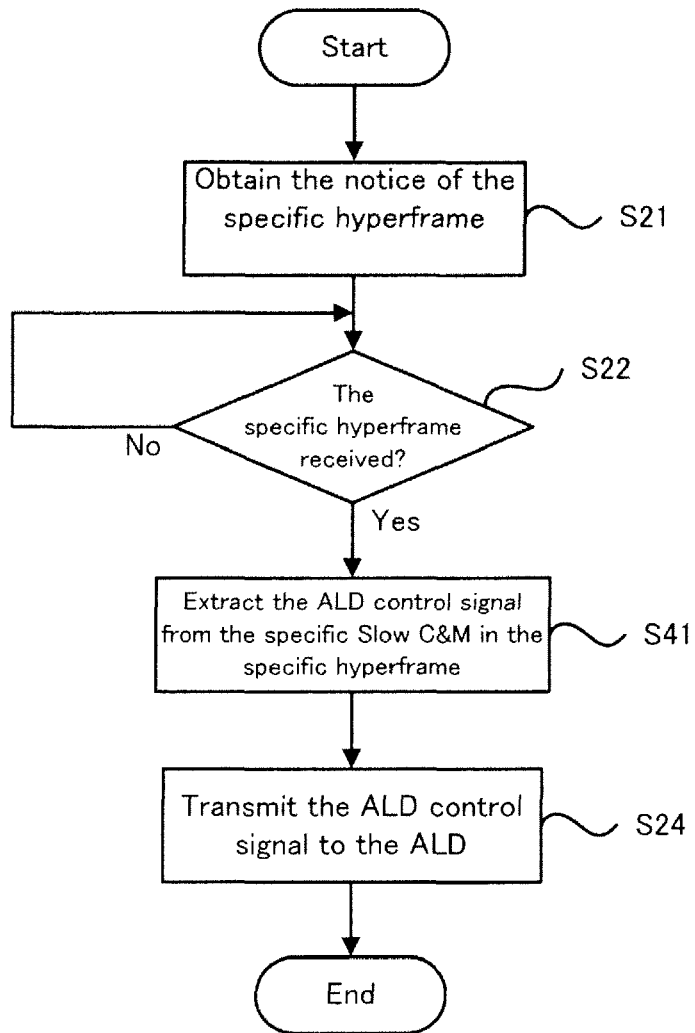 Start
Obtain the notice of the
specific hyperframe
S21
S22
The
specific hyperframe
received?
No
Yes
Extract the ALD control signal
from the specific Slow C&M in the
specific hyperframe
S41
Transmit the ALD control
signal to the ALD
S24
End